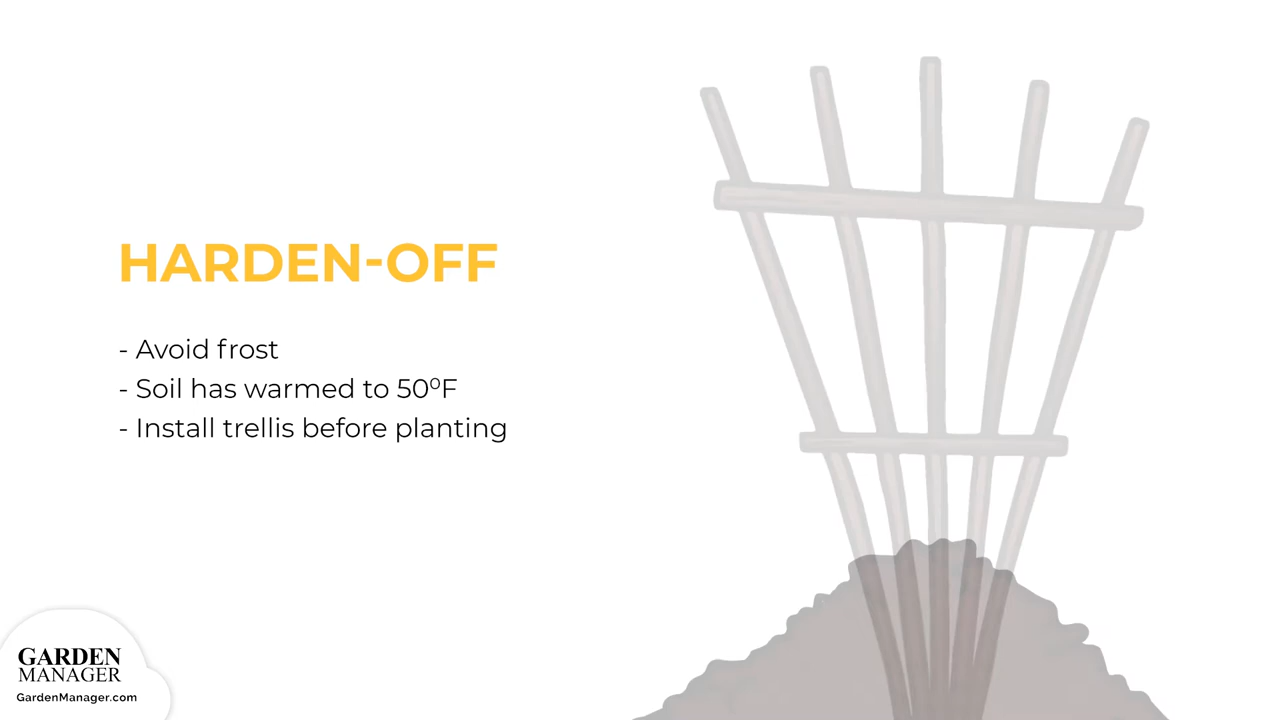 HARDEN-OFF
- Avoid frost
- Soil has warmed to 50ºF
- Install trellis before planting
GARDEN
MANAGER
GardenManager.com